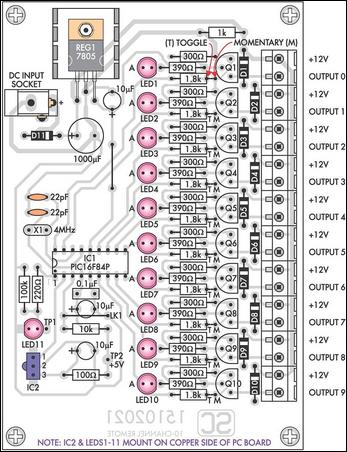 1k
(T) TOGGLE
MOMENTARY (M)
REG1
7805
DC INPUT
SOCKET
10µF
D11
1000µF
22pF
22pF
X1
4MHz
IC1
PIC16F84P
0.1µF
100k
220Ω
10µF
LK1
10k
TP1
LED11
10µF
TP2
+5V
1
2
3
IC2
100Ω
A
LED1
300Ω
390Ω
1.8k
Q1
D1
+12V
OUTPUT 0
A
LED2
300Ω
390Ω
1.8k
T M
Q2
D2
+12V
OUTPUT 1
A
LED3
300Ω
390Ω
1.8k
T M
Q3
D3
+12V
OUTPUT 2
A
LED4
300Ω
390Ω
1.8k
T M
Q4
D4
+12V
OUTPUT 3
A
LED5
300Ω
390Ω
1.8k
T M
Q5
D5
+12V
OUTPUT 4
A
LED6
300Ω
390Ω
1.8k
T M
Q6
D6
+12V
OUTPUT 5
A
LED7
300Ω
390Ω
1.8k
T M
Q7
D7
+12V
OUTPUT 6
A
LED8
300Ω
390Ω
1.8k
T M
Q8
D8
+12V
OUTPUT 7
A
LED9
300Ω
390Ω
1.8k
T M
Q9
D9
+12V
OUTPUT 8
A
LED10
300Ω
390Ω
1.8k
T M
Q10
D10
+12V
OUTPUT 9
15102021
SC
10-CHANNEL REMOTE
NOTE: IC2 & LEDS1-11 MOUNT ON COPPER SIDE OF PC BOARD